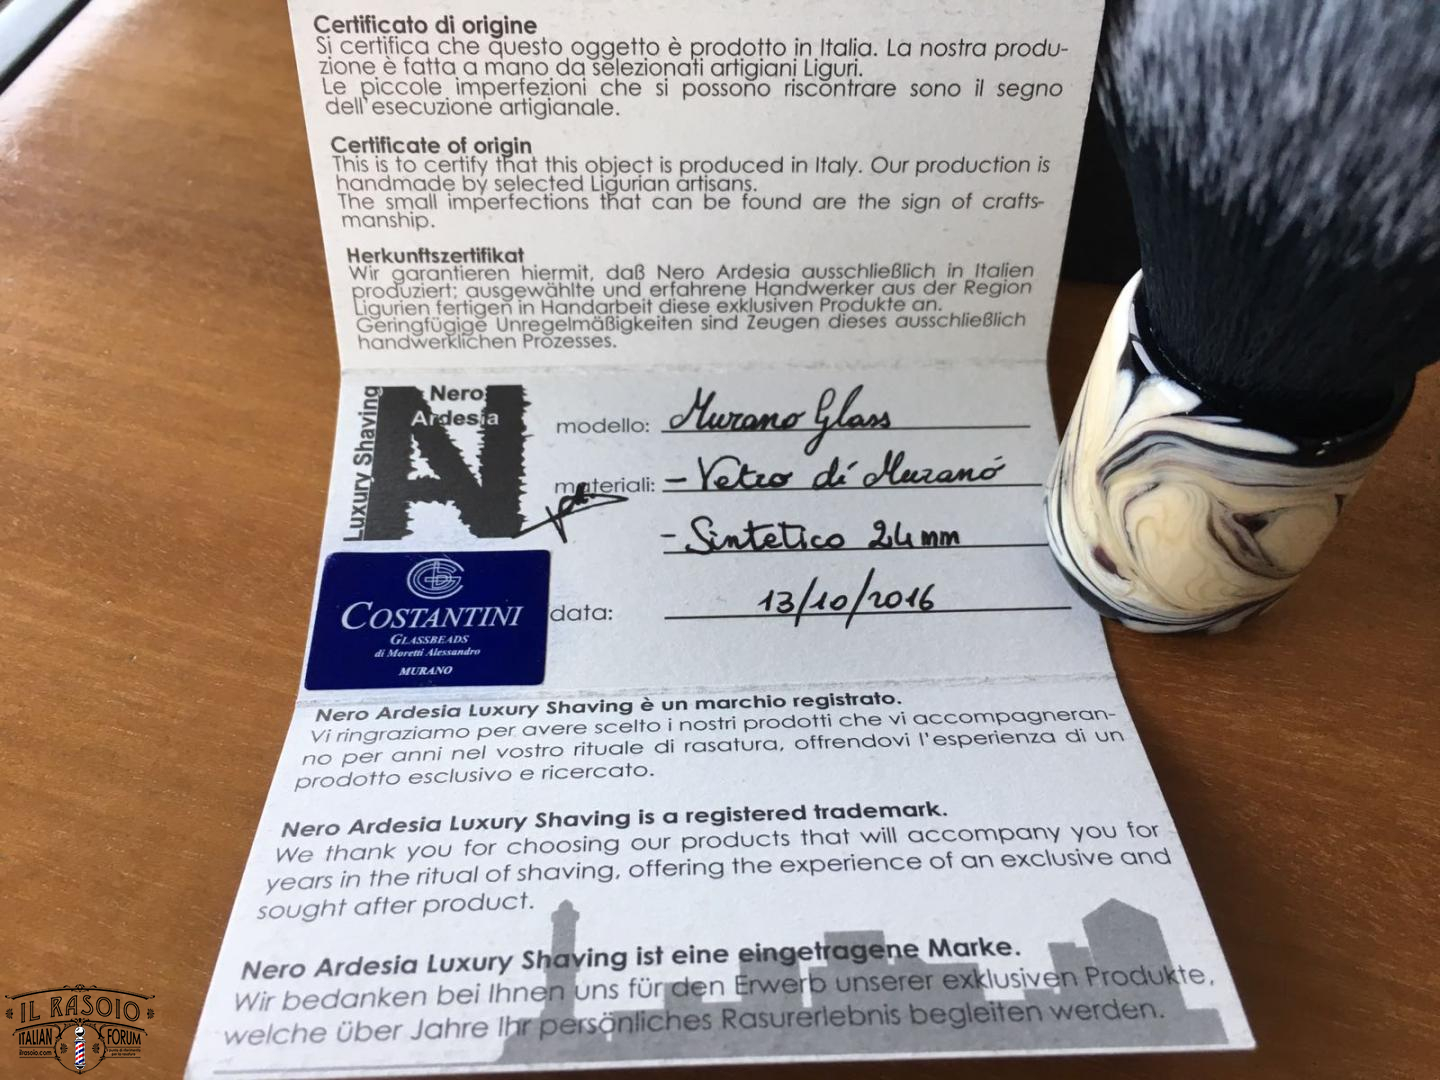 Certificato di origine
Si certifica che questo oggetto è prodotto in Italia. La nostra produ-
zione è fatta a mano da selezionati artigiani Liguri.
Le piccole imperfezioni che si possono riscontrare sono il segno
dell'esecuzione artigianale.
Certificate of origin
This is to certify that this object is produced in Italy. Our production is
handmade by selected Ligurian artisans.
The small imperfections that can be found are the sign of crafts-
manship.
Herkunftszertifikat
Wir garantieren hiermit, daß Nero Ardesia ausschließlich in Italien
produziert; ausgewählte und erfahrene Handwerker aus der Region
Ligurien fertigen in Handarbeit diese exklusiven Produkte an.
Geringfügige Unregelmäßigkeiten sind Zeugen dieses ausschließlich
handwerklichen Prozesses.
Luxury Shaving
Nero
Ardesia
modello: Murano Glass
materiali: - Vetro di Murano
- Sintetico 24mm
data: 13/10/2016
COSTANTINI
GLASSBEADS
di Moretti Alessandro
MURANO
Nero Ardesia Luxury Shaving è un marchio registrato.
Vi ringraziamo per avere scelto i nostri prodotti che vi accompagneran-
no per anni nel vostro rituale di rasatura, offrendovi l'esperienza di un
prodotto esclusivo e ricercato.
Nero Ardesia Luxury Shaving is a registered trademark.
We thank you for choosing our products that will accompany you for
years in the ritual of shaving, offering the experience of an exclusive and
sought after product.
Nero Ardesia Luxury Shaving ist eine eingetragene Marke.
Wir bedanken bei Ihnen uns für den Erwerb unserer exklusiven Produkte,
welche über Jahre Ihr persönliches Rasurerlebnis begleiten werden.
IL RASOIO
ITALIAN FORUM
ilrasoio.com